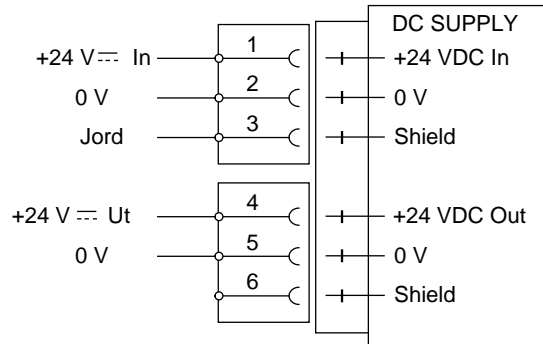 DC SUPPLY
+24 V ⎓ In 1 +24 VDC In
0 V 2 0 V
Jord 3 Shield
+24 V ⎓ Ut 4 +24 VDC Out
0 V 5 0 V
6 Shield